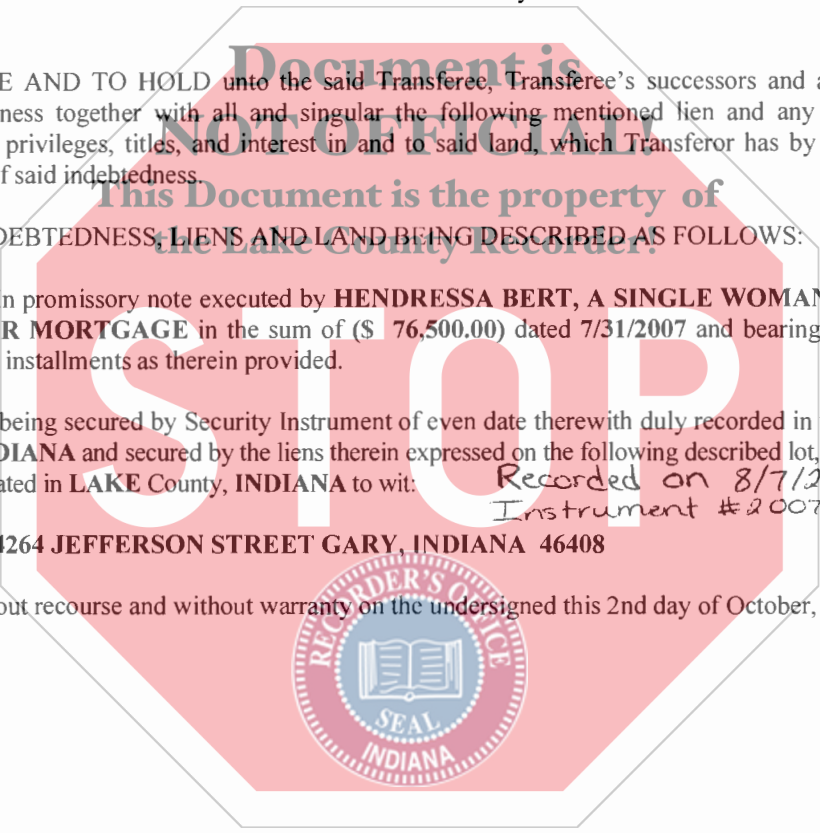 Document is
E AND TO HOLD unto the said Transferee, Transferee's successors and a
ness together with all and singular the following mentioned lien and any
NOT OFFICIAL!
privileges, titles, and interest in and to said land, which Transferor has by
f said indebtedness.
This Document is the property of
the Lake County Recorder!
DEBTEDNESS, LIENS AND LAND BEING DESCRIBED AS FOLLOWS:
n promissory note executed by HENDRESSA BERT, A SINGLE WOMAN
R MORTGAGE in the sum of ($ 76,500.00) dated 7/31/2007 and bearing
installments as therein provided.
STOP
being secured by Security Instrument of even date therewith duly recorded in
DIANA and secured by the liens therein expressed on the following described lot,
ated in LAKE County, INDIANA to wit:
Recorded on 8/7/2
Instrument #2007
4264 JEFFERSON STREET GARY, INDIANA 46408
out recourse and without warranty on the undersigned this 2nd day of October,
RECORDER'S OFFICE
SEAL
INDIANA